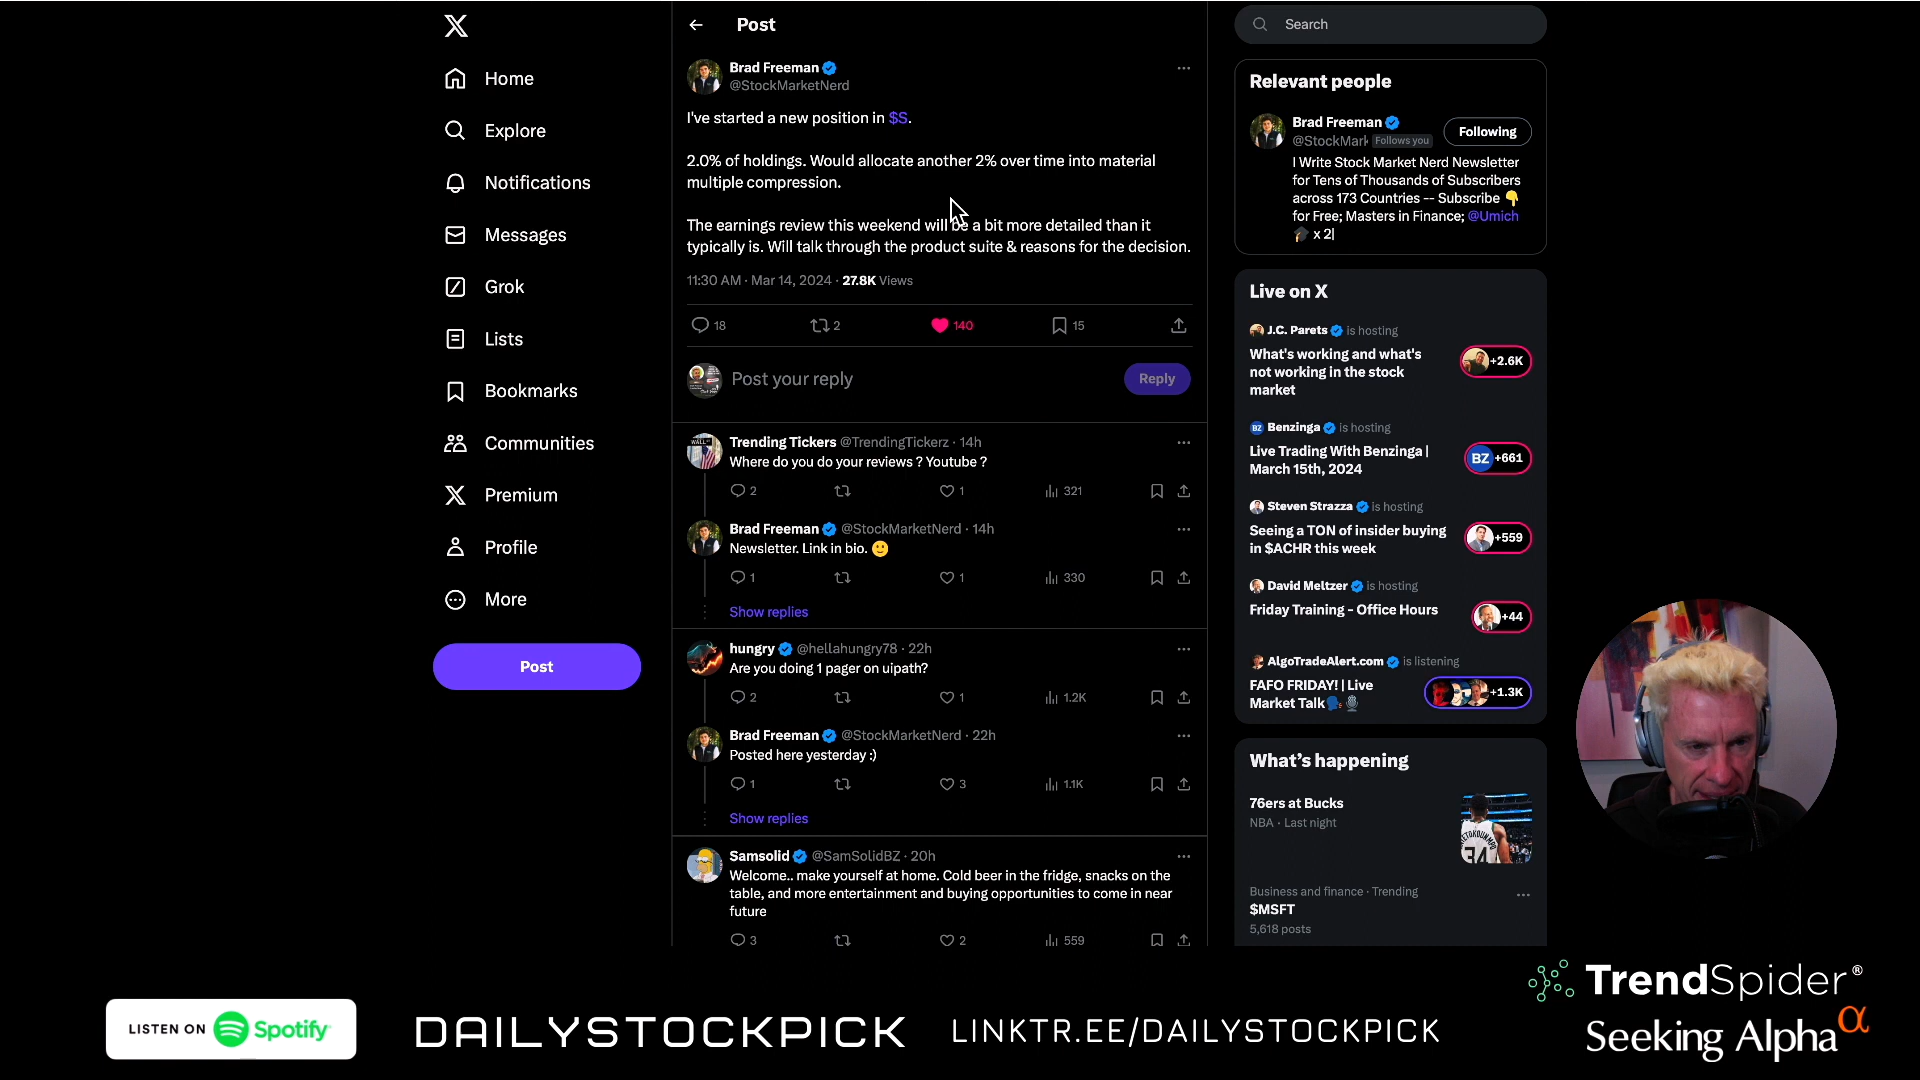 Post
Search
Home
Explore
Notifications
Messages
Grok
Lists
Bookmarks
Communities
Premium
Profile
More
Post
Brad Freeman
@StockMarketNerd
I've started a new position in $S.
2.0% of holdings. Would allocate another 2% over time into material
multiple compression.
The earnings review this weekend will be a bit more detailed than it
typically is. Will talk through the product suite & reasons for the decision.
11:30 AM · Mar 14, 2024 · 27.8K Views
18 2 140 15
Post your reply Reply
Trending Tickers @TrendingTickerz · 14h
Where do you do your reviews ? Youtube ?
2 1 321
Brad Freeman @StockMarketNerd · 14h
Newsletter. Link in bio. 🙂
1 1 330
Show replies
hungry @hellahungry78 · 22h
Are you doing 1 pager on uipath?
2 1 1.2K
Brad Freeman @StockMarketNerd · 22h
Posted here yesterday :)
1 3 1.1K
Show replies
Samsolid @SamSolidBZ · 20h
Welcome.. make yourself at home. Cold beer in the fridge, snacks on the
table, and more entertainment and buying opportunities to come in near
future
3 2 559
Relevant people
Brad Freeman
@StockMark Follows you
Following
I Write Stock Market Nerd Newsletter
for Tens of Thousands of Subscribers
across 173 Countries -- Subscribe 👇
for Free; Masters in Finance; @Umich
🎓 x 2|
Live on X
J.C. Parets is hosting
What's working and what's
not working in the stock
market
+2.6K
BZ Benzinga is hosting
Live Trading With Benzinga |
March 15th, 2024
BZ +661
Steven Strazza is hosting
Seeing a TON of insider buying
in $ACHR this week
+559
David Meltzer is hosting
Friday Training - Office Hours
+44
AlgoTradeAlert.com is listening
FAFO FRIDAY! | Live
Market Talk🗣️🎙️
+1.3K
What's happening
76ers at Bucks
NBA · Last night
34
Business and finance · Trending
$MSFT
5,618 posts
LISTEN ON Spotify
DAILYSTOCKPICK
LINKTR.EE/DAILYSTOCKPICK
TrendSpider®
Seeking Alpha α